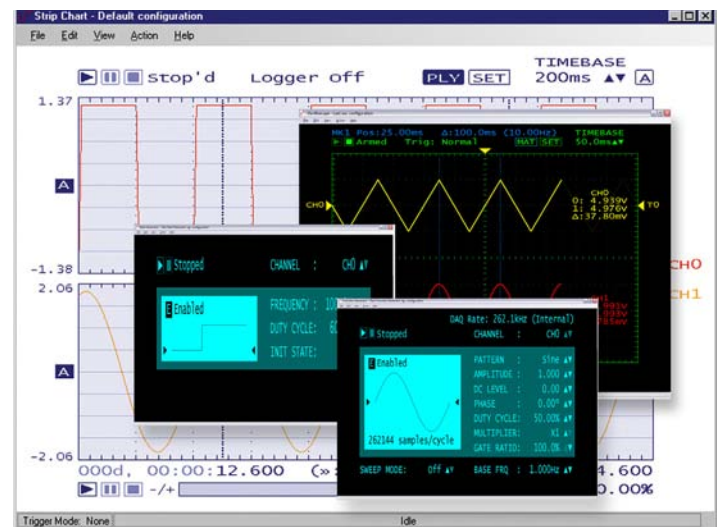 Strip Chart - Default configuration
File Edit View Action Help
stop'd Logger off PLY SET TIMEBASE
200ms A
1.37
A
-1.38
2.06
A
-2.06
CH0
CH1
000d, 00:00:12.600 (»:
4.600
-/+
0.00%
Trigger Mode: None Idle
MK1 Pos:25.00ms Δ:100.0ms (10.00Hz) TIMEBASE
Armed Trig: Normal MAT SET 50.0ms
CH0
CH0
0: 4.939V
1: 4.976V
Δ:37.80mV
T0
CH1
Stopped CHANNEL : CH0
E Enabled
FREQUENCY : 100
DUTY CYCLE: 60
INIT STATE:
DAQ Rate: 262.1kHz (Internal)
Stopped CHANNEL : CH0
E Enabled
262144 samples/cycle
PATTERN : Sine
AMPLITUDE : 1.000
DC LEVEL : 0.00
PHASE : 0.00°
DUTY CYCLE: 50.00%
MULTIPLIER: X1
GATE RATIO: 100.0%
SWEEP MODE: Off BASE FRQ : 1.000Hz